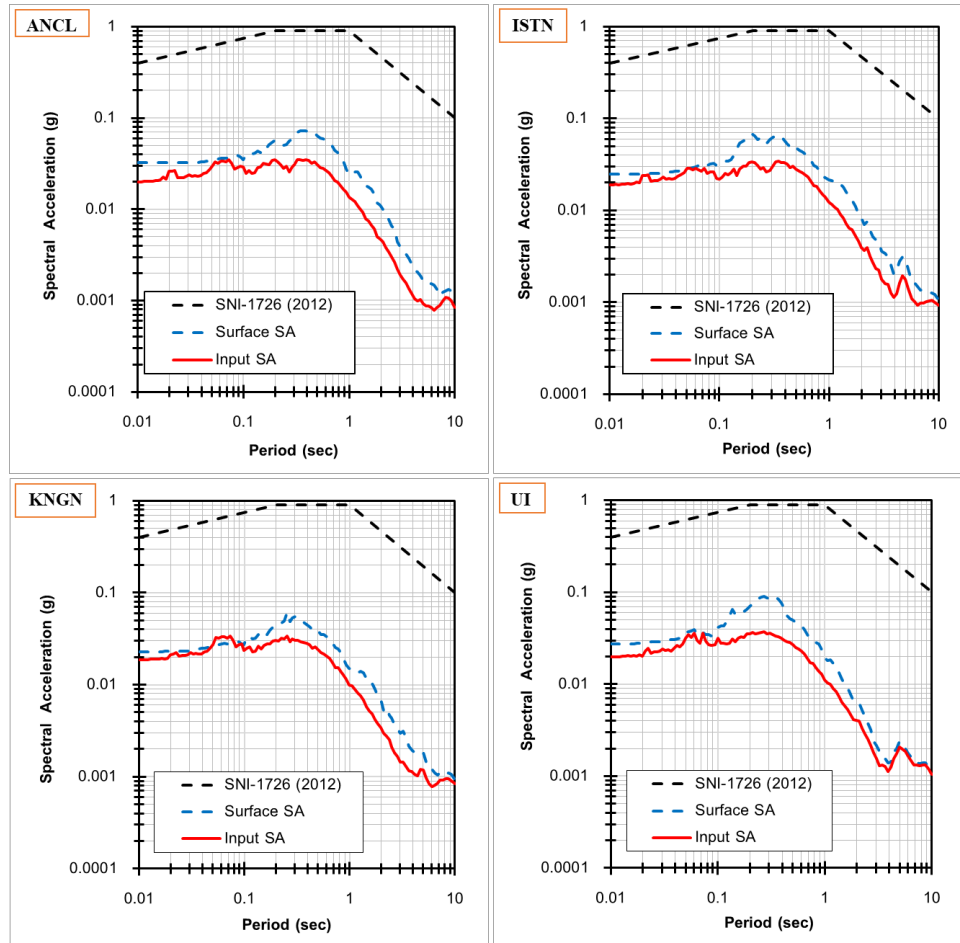 ANCL
1
0.1
0.01
0.001
0.0001
Spectral Acceleration (g)
SNI-1726 (2012)
Surface SA
Input SA
0.01
0.1
1
10
Period (sec)
ISTN
1
0.1
0.01
0.001
0.0001
Spectral Acceleration (g)
SNI-1726 (2012)
Surface SA
Input SA
0.01
0.1
1
10
Period (sec)
KNGN
1
0.1
0.01
0.001
0.0001
Spectral Acceleration (g)
SNI-1726 (2012)
Surface SA
Input SA
0.01
0.1
1
10
Period (sec)
UI
1
0.1
0.01
0.001
0.0001
Spectral Acceleration (g)
SNI-1726 (2012)
Surface SA
Input SA
0.01
0.1
1
10
Period (sec)